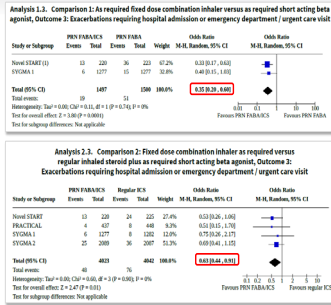 Analysis 1.3. Comparison 1: As required fixed dose combination inhaler versus as required short acting beta
agonist, Outcome 3: Exacerbations requiring hospital admission or emergency department / urgent care visit
PRN FABA/ICS PRN FABA Odds Ratio Odds Ratio
Study or Subgroup Events Total Events Total Weight M-H, Random, 95% CI M-H, Random, 95% CI
Novel START (1) 13 220 36 223 67.2% 0.33 [0.17 , 0.63]
SYGMA 1 6 1277 15 1277 32.8% 0.40 [0.15 , 1.03]
Total (95% CI) 1497 1500 100.0% 0.35 [0.20 , 0.60]
Total events: 19 51
Heterogeneity: Tau² = 0.00; Chi² = 0.11, df = 1 (P = 0.74); I² = 0%
Test for overall effect: Z = 3.80 (P = 0.0001)
Test for subgroup differences: Not applicable
0.01 0.1 1 10 100
Favours PRN FABA/ICS Favours PRN FABA
Analysis 2.3. Comparison 2: Fixed dose combination inhaler as required versus
regular inhaled steroid plus as required short acting beta agonist, Outcome 3:
Exacerbations requiring hospital admission or emergency department / urgent care visit
PRN FABA/ICS Regular ICS Odds Ratio Odds Ratio
Study or Subgroup Events Total Events Total Weight M-H, Random, 95% CI M-H, Random, 95% CI
Novel START 13 220 24 225 27.4% 0.53 [0.26 , 1.06]
PRACTICAL 4 437 8 448 9.2% 0.51 [0.15 , 1.70]
SYGMA 1 6 1277 8 1282 12.0% 0.75 [0.26 , 2.17]
SYGMA 2 25 2089 36 2087 51.3% 0.69 [0.41 , 1.15]
Total (95% CI) 4023 4042 100.0% 0.63 [0.44 , 0.91]
Total events: 48 76
Heterogeneity: Tau² = 0.00; Chi² = 0.60, df = 3 (P = 0.90); I² = 0%
Test for overall effect: Z = 2.47 (P = 0.01)
Test for subgroup differences: Not applicable
0.1 0.2 0.5 1 2 5 10
Favours PRN FABA/ICS Favours regular ICS